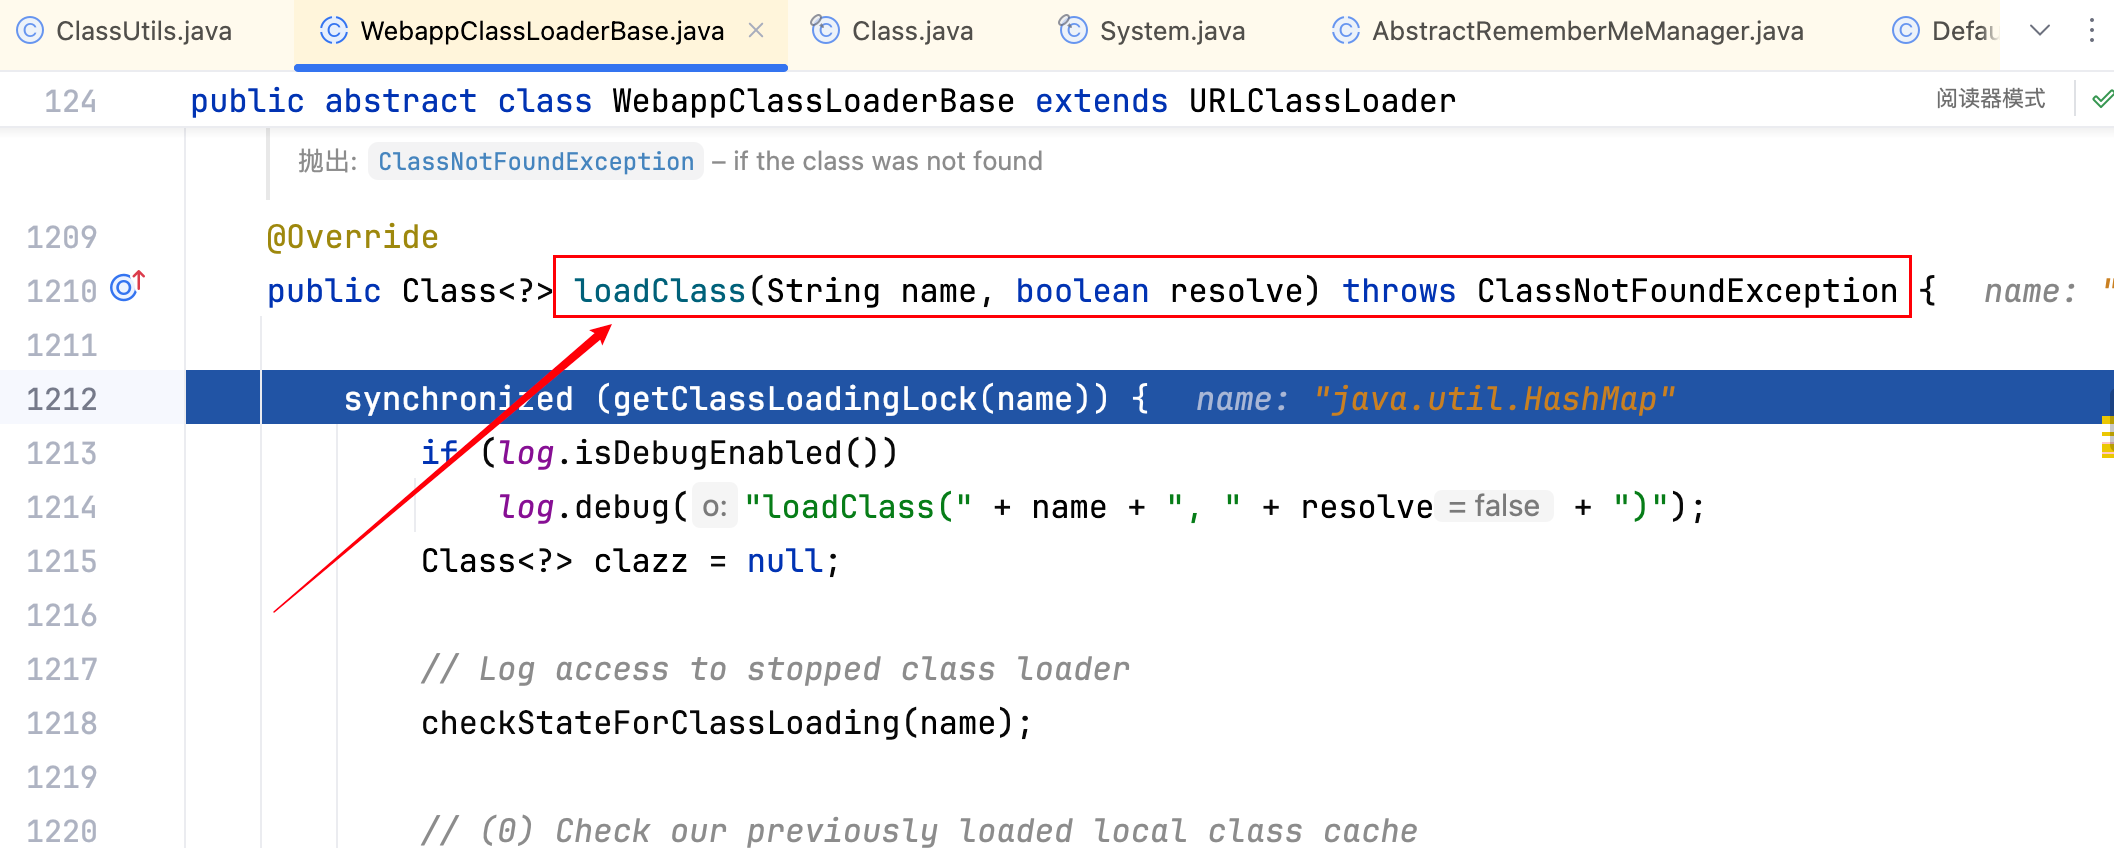 ClassUtils.java WebappClassLoaderBase.java Class.java System.java AbstractRememberMeManager.java Defau
124 public abstract class WebappClassLoaderBase extends URLClassLoader 阅读器模式
抛出: ClassNotFoundException – if the class was not found
1209 @Override
1210 public Class<?> loadClass(String name, boolean resolve) throws ClassNotFoundException { name: "
1211
1212 synchronized (getClassLoadingLock(name)) { name: "java.util.HashMap"
1213 if (log.isDebugEnabled())
1214 log.debug( o: "loadClass(" + name + ", " + resolve = false + ")");
1215 Class<?> clazz = null;
1216
1217 // Log access to stopped class loader
1218 checkStateForClassLoading(name);
1219
1220 // (0) Check our previously loaded local class cache